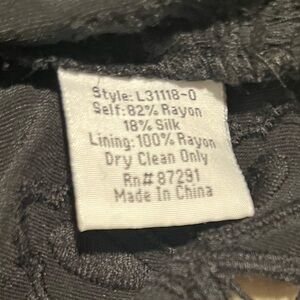 Style: L31118-0
Self: 82% Rayon
18% Silk
Lining: 100% Rayon
Dry Clean Only
Rn# 87291
Made In China